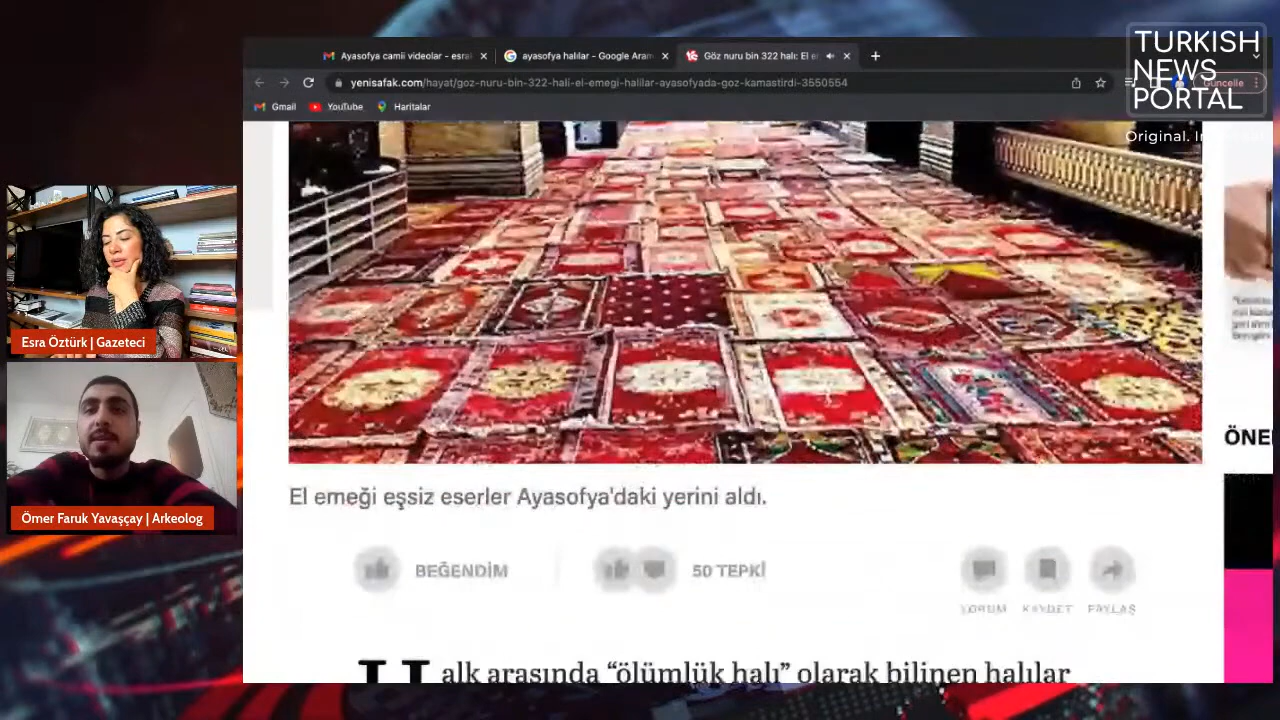 Ayasofya camii videolar - esra
ayasofya halılar - Google Aram
Göz nuru bin 322 halı: El e
TURKISH
NEWS
PORTAL
yenisafak.com/hayat/goz-nuru-bin-322-hali-el-emegi-halilar-ayasofyada-goz-kamastirdi-3550554
Güncelle
Gmail
YouTube
Haritalar
Original.
Esra Öztürk | Gazeteci
Ömer Faruk Yavaşçay | Arkeolog
ÖNE
El emeği eşsiz eserler Ayasofya'daki yerini aldı.
BEĞENDİM
50 TEPKİ
YORUM
KAYDET
PAYLAŞ
alk arasında “ölümlük halı” olarak bilinen halılar